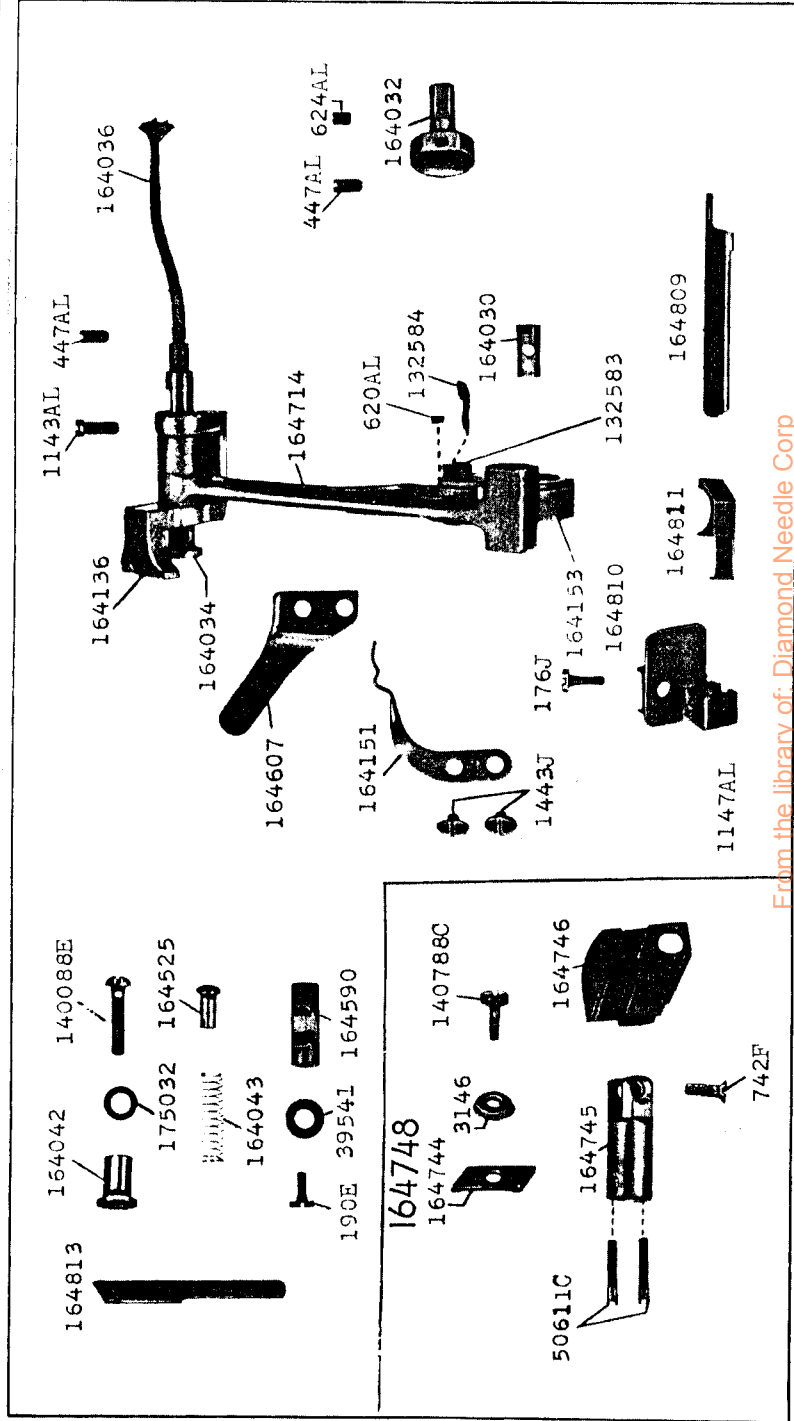 164813
164042
140088E
175032
164525
164043
39541
164590
190E
164748
164744
3146
140788C
164745
164746
50611C
742F
1143AL
447AL
164036
164136
164034
164714
447AL
624AL
164032
164607
620AL
132584
164030
164151
1443J
176J
164153
132583
164810
1147AL
164811
164809
From the library of: Diamond Needle Corp